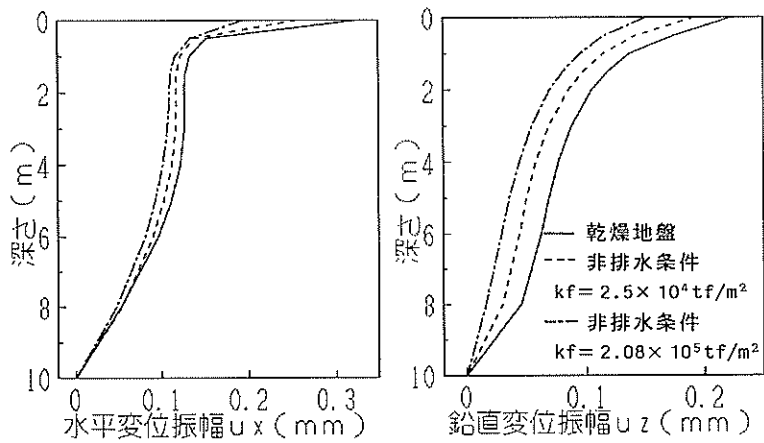 0
2
4
6
8
10
深さ(m)
0
0.1
0.2
0.3
水平変位振幅ux(mm)
0
2
4
6
8
10
深さ(m)
乾燥地盤
非排水条件
kf=2.5×10⁴tf/m²
非排水条件
kf=2.08×10⁵tf/m²
0
0.1
0.2
鉛直変位振幅uz(mm)